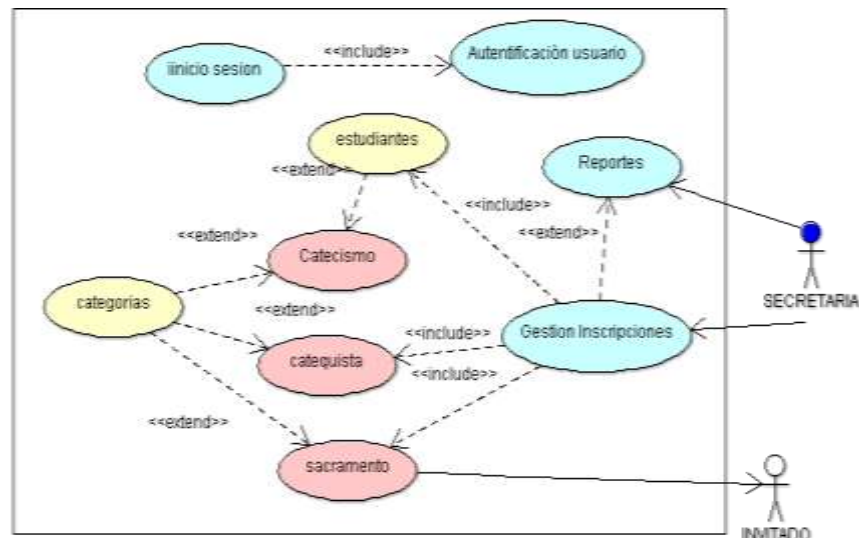 <<include>>
Autentificaciòn usuario
iinicio sesion
estudiantes
<<extend>>
Reportes
<<include>>
<<extend>>
<<extend>>
Catecismo
SECRETARIA
categorias
<<extend>>
<<include>>
Gestion Inscripciones
catequista
<<include>>
<<extend>>
sacramento
INVITADO